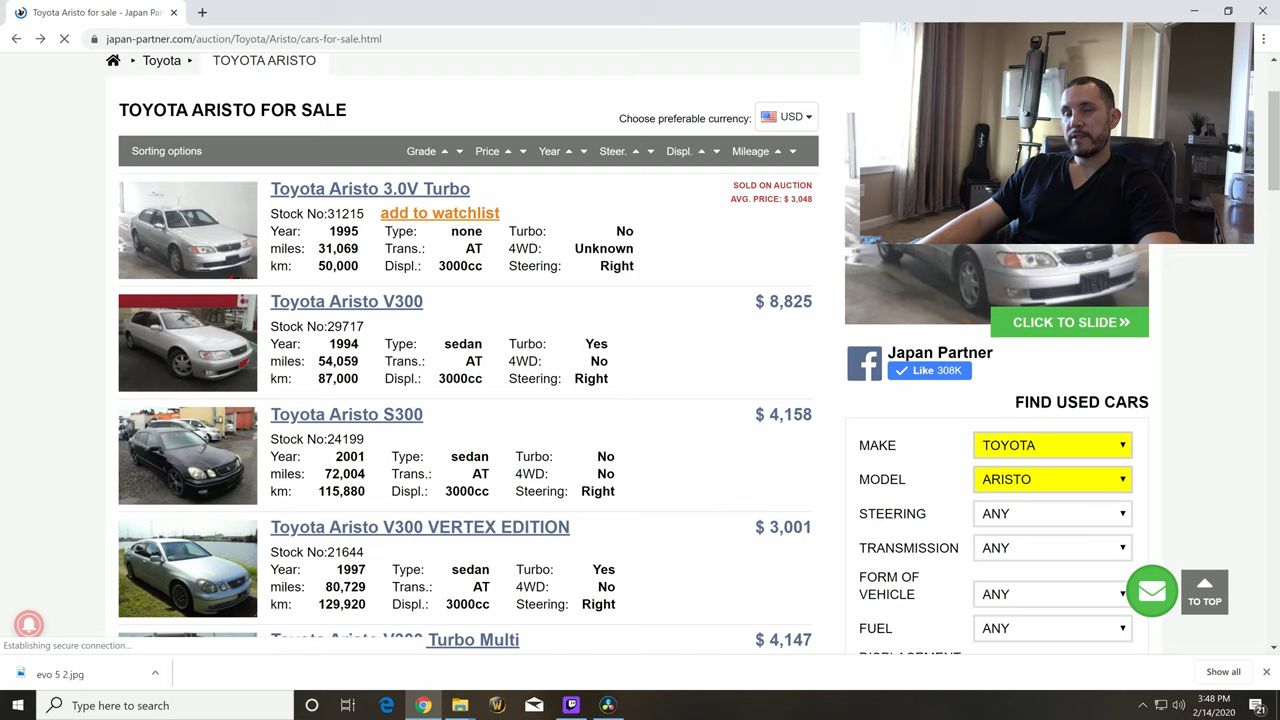 Toyota Aristo for sale - Japan Par
japan-partner.com/auction/Toyota/Aristo/cars-for-sale.html
Toyota
TOYOTA ARISTO
TOYOTA ARISTO FOR SALE
Choose preferable currency:
USD
Sorting options
Grade
Price
Year
Steer.
Displ.
Mileage
Toyota Aristo 3.0V Turbo
SOLD ON AUCTION
AVG. PRICE: $ 3,048
Stock No:31215 add to watchlist
Year: 1995 Type: none Turbo: No
miles: 31,069 Trans.: AT 4WD: Unknown
km: 50,000 Displ.: 3000cc Steering: Right
Toyota Aristo V300 $ 8,825
Stock No:29717
Year: 1994 Type: sedan Turbo: Yes
miles: 54,059 Trans.: AT 4WD: No
km: 87,000 Displ.: 3000cc Steering: Right
Toyota Aristo S300 $ 4,158
Stock No:24199
Year: 2001 Type: sedan Turbo: No
miles: 72,004 Trans.: AT 4WD: No
km: 115,880 Displ.: 3000cc Steering: Right
Toyota Aristo V300 VERTEX EDITION $ 3,001
Stock No:21644
Year: 1997 Type: sedan Turbo: Yes
miles: 80,729 Trans.: AT 4WD: No
km: 129,920 Displ.: 3000cc Steering: Right
Toyota Aristo V300 Turbo Multi $ 4,147
CLICK TO SLIDE
Japan Partner
Like 308K
FIND USED CARS
MAKE TOYOTA
MODEL ARISTO
STEERING ANY
TRANSMISSION ANY
FORM OF
VEHICLE ANY
FUEL ANY
TO TOP
Establishing secure connection...
evo 5 2.jpg
Show all
Type here to search
3:48 PM
2/14/2020
21